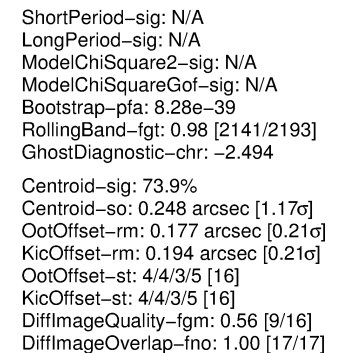 ShortPeriod−sig: N/A
LongPeriod−sig: N/A
ModelChiSquare2−sig: N/A
ModelChiSquareGof−sig: N/A
Bootstrap−pfa: 8.28e−39
RollingBand−fgt: 0.98 [2141/2193]
GhostDiagnostic−chr: −2.494
Centroid−sig: 73.9%
Centroid−so: 0.248 arcsec [1.17σ]
OotOffset−rm: 0.177 arcsec [0.21σ]
KicOffset−rm: 0.194 arcsec [0.21σ]
OotOffset−st: 4/4/3/5 [16]
KicOffset−st: 4/4/3/5 [16]
DiffImageQuality−fgm: 0.56 [9/16]
DiffImageOverlap−fno: 1.00 [17/17]